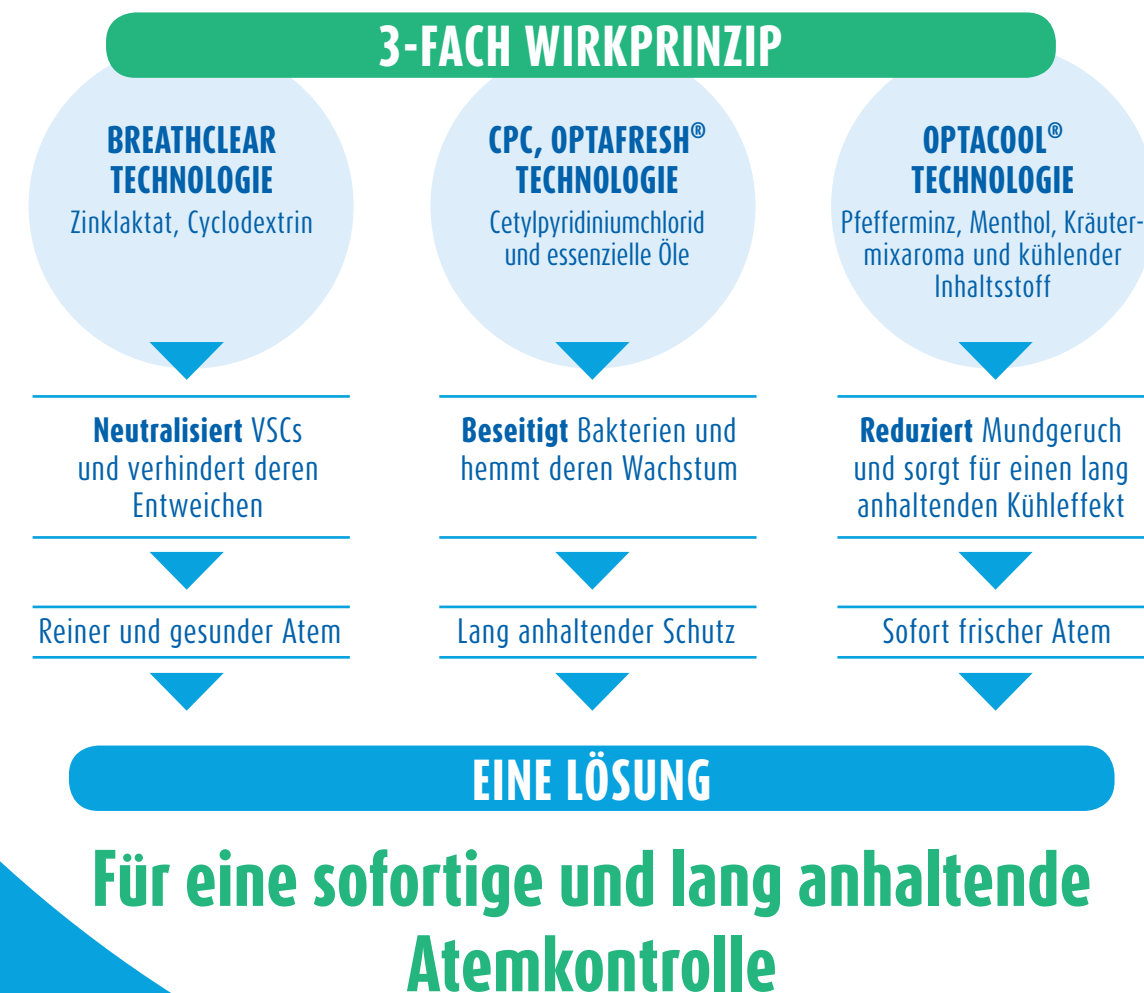 3-FACH WIRKPRINZIP
BREATHCLEAR
TECHNOLOGIE
Zinklaktat, Cyclodextrin
Neutralisiert VSCs
und verhindert deren
Entweichen
Reiner und gesunder Atem
CPC, OPTAFRESH®
TECHNOLOGIE
Cetylpyridiniumchlorid
und essenzielle Öle
Beseitigt Bakterien und
hemmt deren Wachstum
Lang anhaltender Schutz
OPTACOOL®
TECHNOLOGIE
Pfefferminz, Menthol, Kräuter-
mixaroma und kühlender
Inhaltsstoff
Reduziert Mundgeruch
und sorgt für einen lang
anhaltenden Kühleffekt
Sofort frischer Atem
EINE LÖSUNG
Für eine sofortige und lang anhaltende
Atemkontrolle